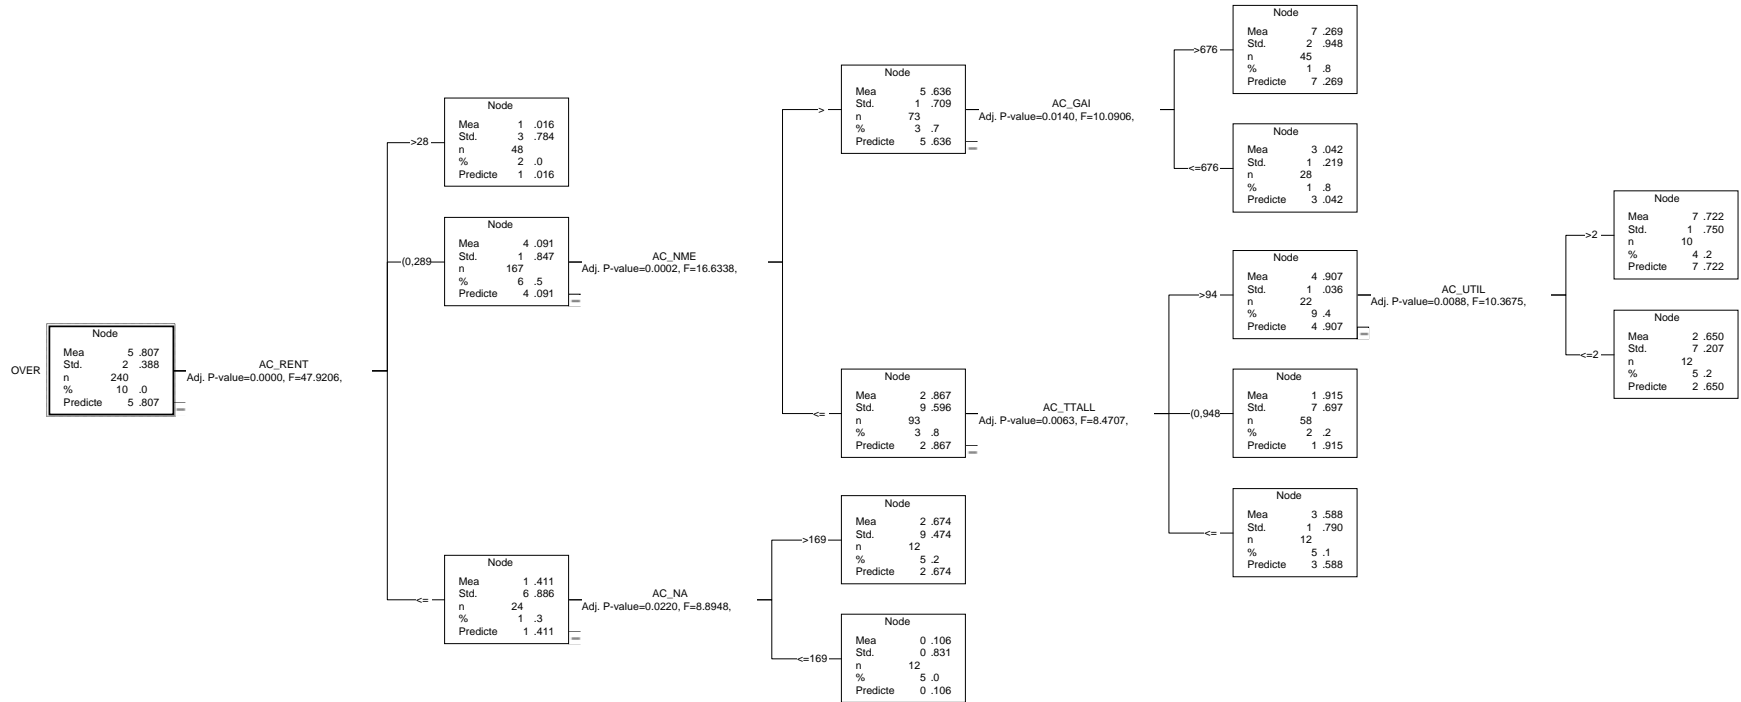 OVER
Node
Mea 5 .807
Std. 2 .388
n 240
% 10 .0
Predicte 5 .807
AC_RENT
Adj. P-value=0.0000, F=47.9206,
>28
Node
Mea 1 .016
Std. 3 .784
n 48
% 2 .0
Predicte 1 .016
(0,289
Node
Mea 4 .091
Std. 1 .847
n 167
% 6 .5
Predicte 4 .091
<=
Node
Mea 1 .411
Std. 6 .886
n 24
% 1 .3
Predicte 1 .411
AC_NME
Adj. P-value=0.0002, F=16.6338,
>
Node
Mea 5 .636
Std. 1 .709
n 73
% 3 .7
Predicte 5 .636
<=
Node
Mea 2 .867
Std. 9 .596
n 93
% 3 .8
Predicte 2 .867
AC_NA
Adj. P-value=0.0220, F=8.8948,
>169
Node
Mea 2 .674
Std. 9 .474
n 12
% 5 .2
Predicte 2 .674
<=169
Node
Mea 0 .106
Std. 0 .831
n 12
% 5 .0
Predicte 0 .106
AC_GAI
Adj. P-value=0.0140, F=10.0906,
>676
Node
Mea 7 .269
Std. 2 .948
n 45
% 1 .8
Predicte 7 .269
<=676
Node
Mea 3 .042
Std. 1 .219
n 28
% 1 .8
Predicte 3 .042
AC_TTALL
Adj. P-value=0.0063, F=8.4707,
>94
Node
Mea 4 .907
Std. 1 .036
n 22
% 9 .4
Predicte 4 .907
(0,948
Node
Mea 1 .915
Std. 7 .697
n 58
% 2 .2
Predicte 1 .915
<=
Node
Mea 3 .588
Std. 1 .790
n 12
% 5 .1
Predicte 3 .588
AC_UTIL
Adj. P-value=0.0088, F=10.3675,
>2
Node
Mea 7 .722
Std. 1 .750
n 10
% 4 .2
Predicte 7 .722
<=2
Node
Mea 2 .650
Std. 7 .207
n 12
% 5 .2
Predicte 2 .650